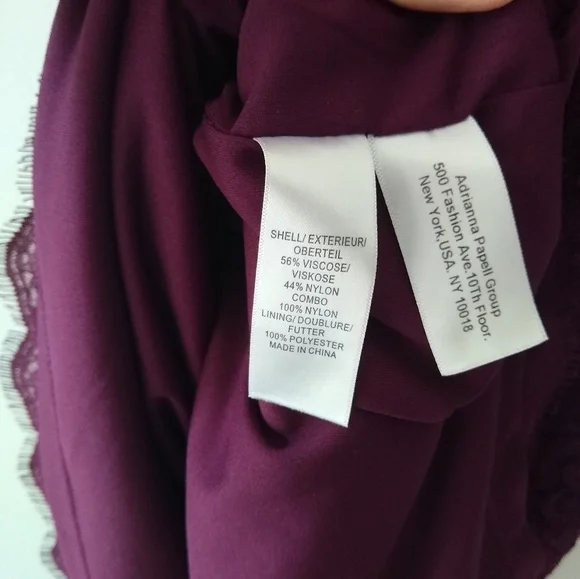 SHELL/ EXTERIEUR/
OBERTEIL
56% VISCOSE/
VISKOSE
44% NYLON
COMBO
100% NYLON
LINING/ DOUBLURE/
FUTTER
100% POLYESTER
MADE IN CHINA
Adrianna Papell Group
500 Fashion Ave.10Th Floor.
New York,USA. NY 10018